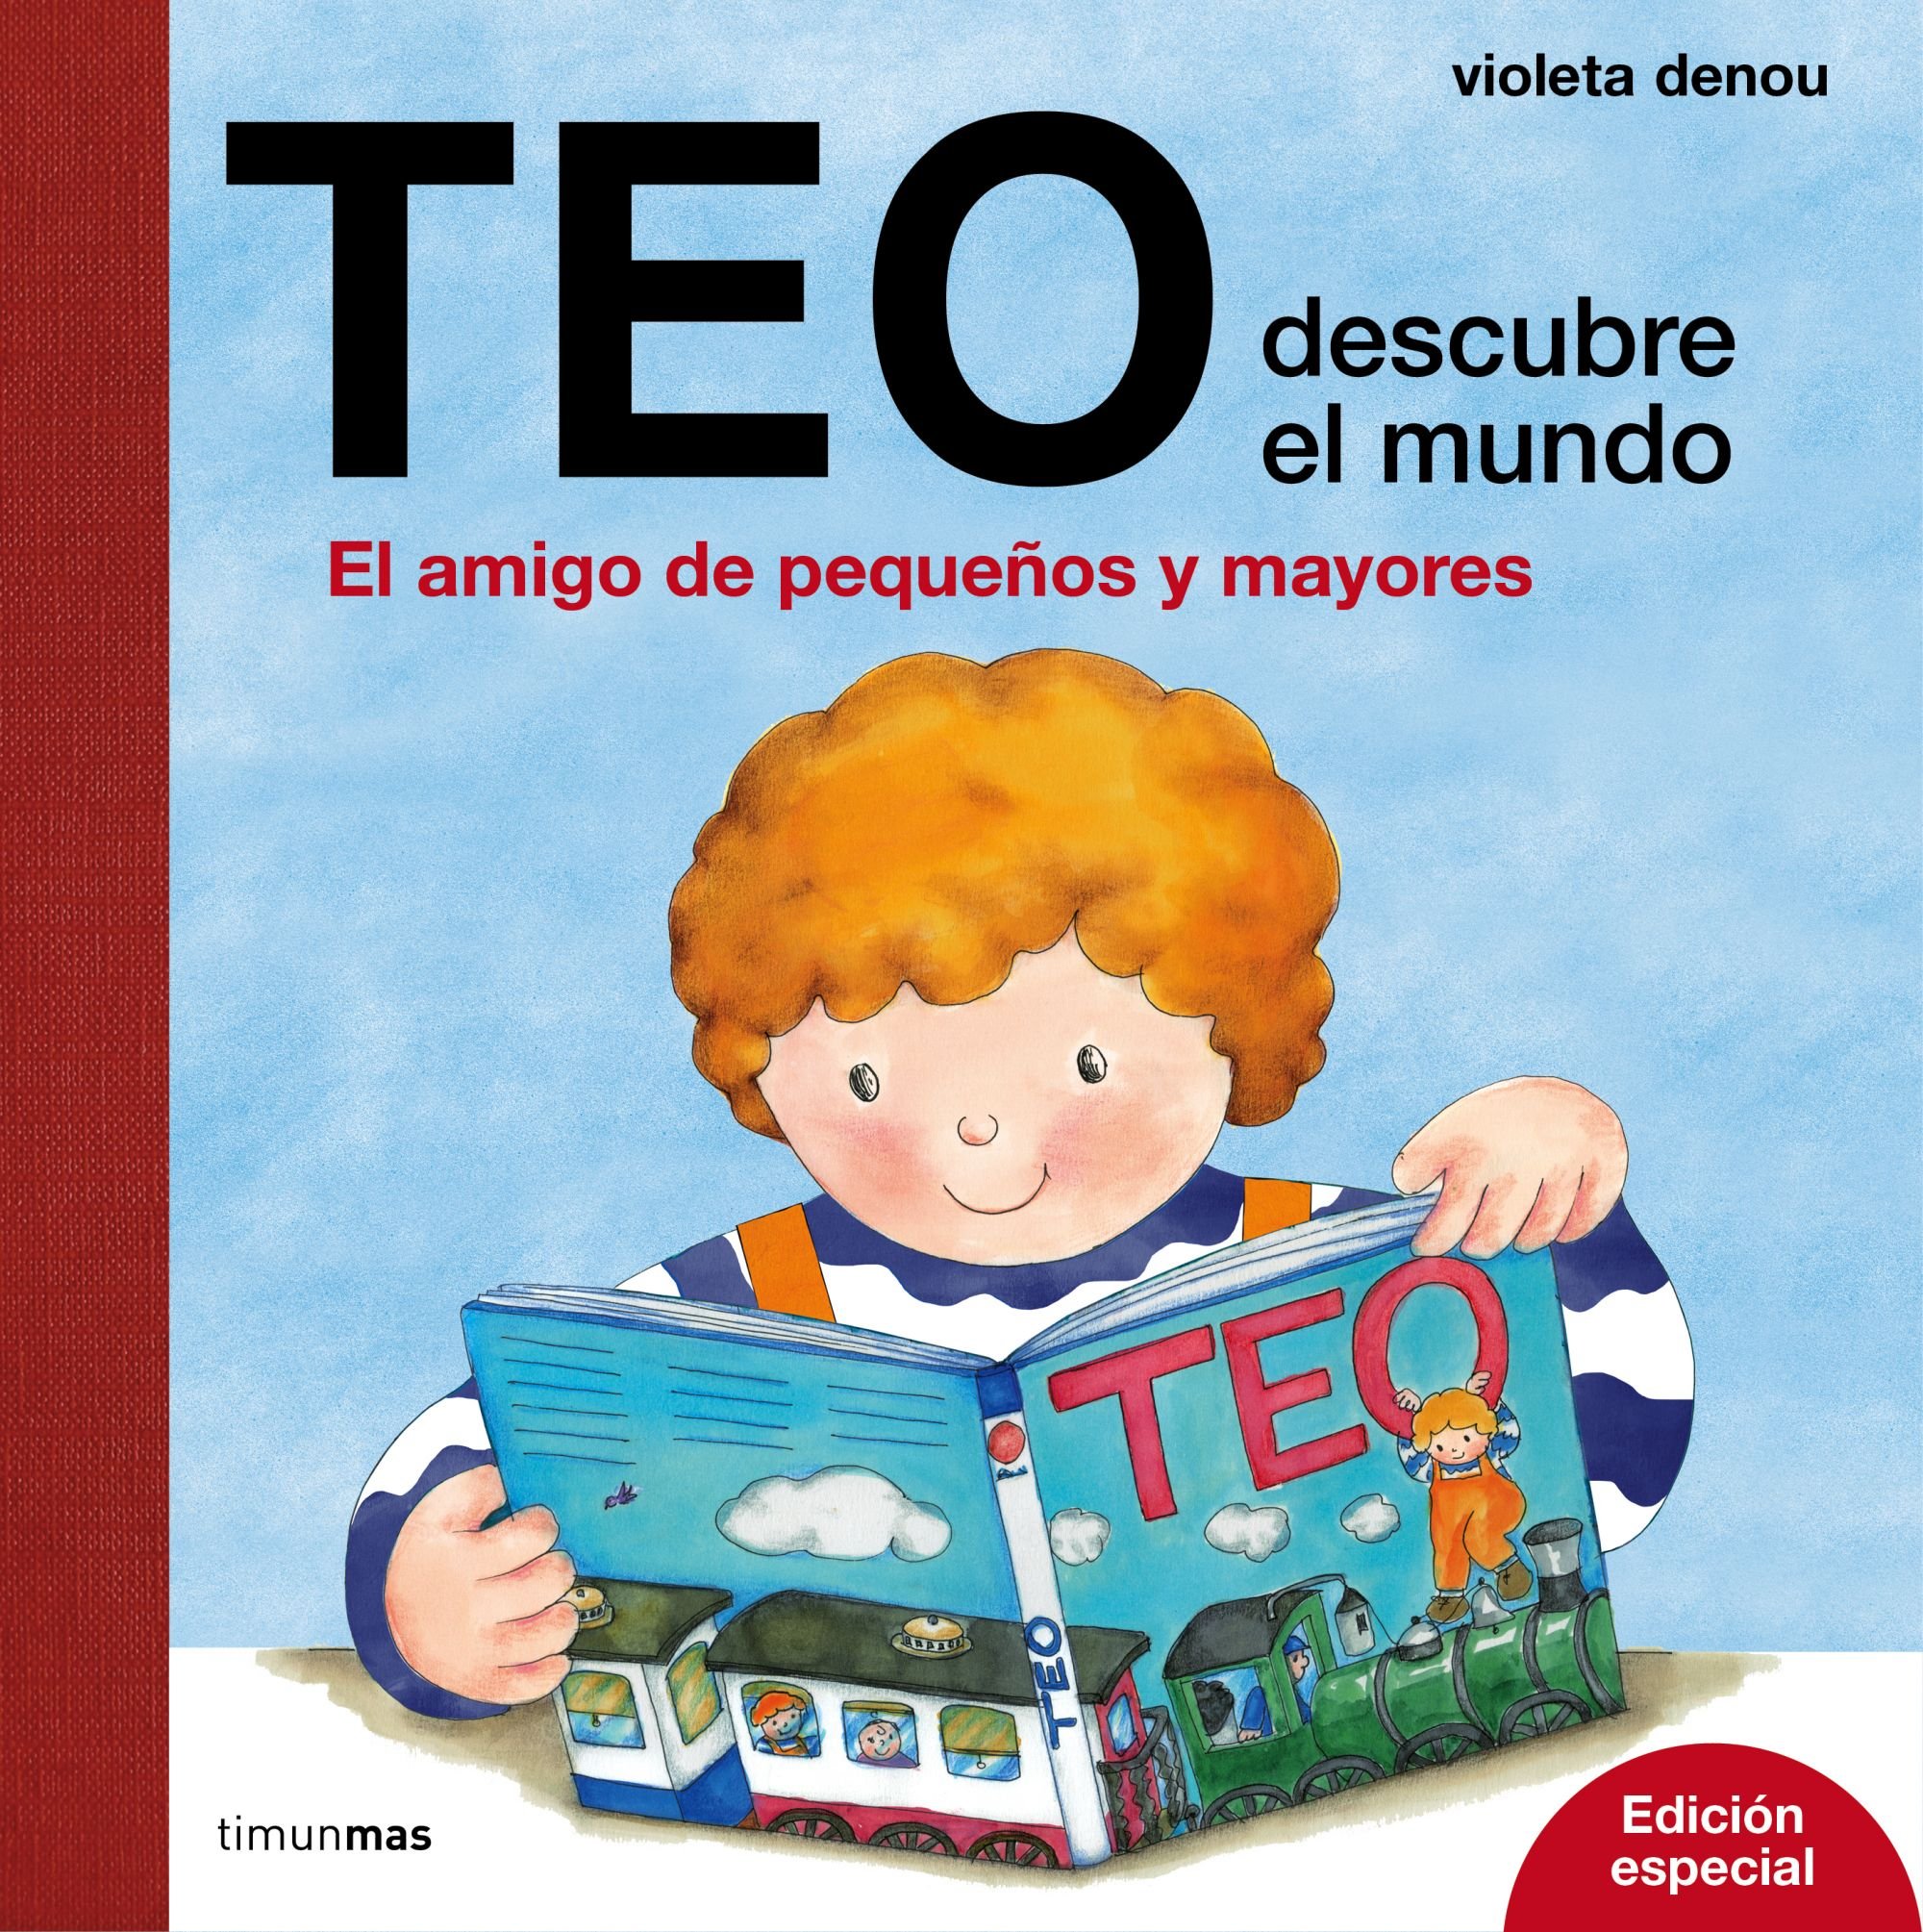 violeta denou
TEO
descubre
el mundo
El amigo de pequeños y mayores
TEO
TEO
timunmas
Edición
especial